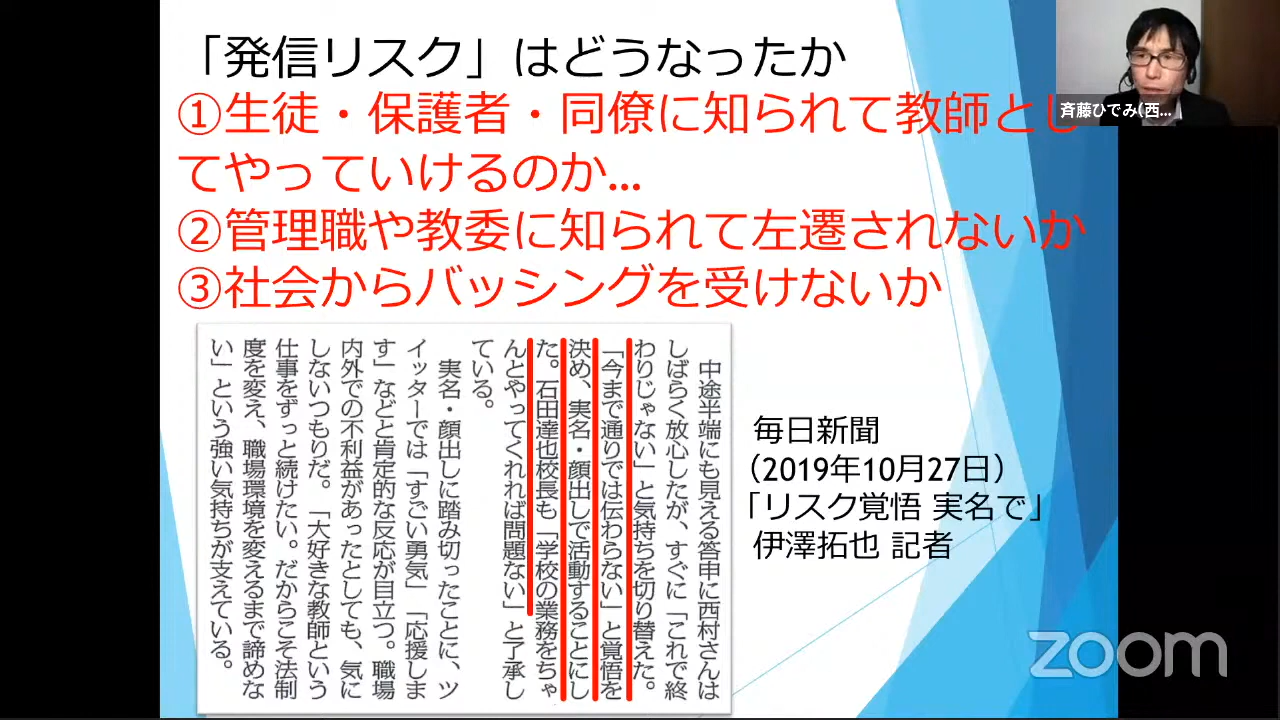 「発信リスク」はどうなったか
①生徒・保護者・同僚に知られて教師とし
てやっていけるのか…
②管理職や教委に知られて左遷されないか
③社会からバッシングを受けないか
斉藤ひでみ(西...
中途半端にも見える答申に西村さんは
しばらく放心したが、すぐに「これで終
わりじゃない」と気持ちを切り替えた。
「今まで通りでは伝わらない」と覚悟を
決め、実名・顔出しで活動することにし
た。石田達也校長も「学校の業務をちゃ
んとやってくれれば問題ない」と了承し
ている。
実名・顔出しに踏み切ったことに、ツ
イッターでは「すごい勇気」「応援しま
す」などと肯定的な反応が目立つ。職場
内外での不利益があったとしても、気に
しないつもりだ。「大好きな教師という
仕事をずっと続けたい。だからこそ法制
度を変え、職場環境を変えるまで諦めな
い」という強い気持ちが支えている。
毎日新聞
（2019年10月27日）
「リスク覚悟 実名で」
伊澤拓也 記者
zoom